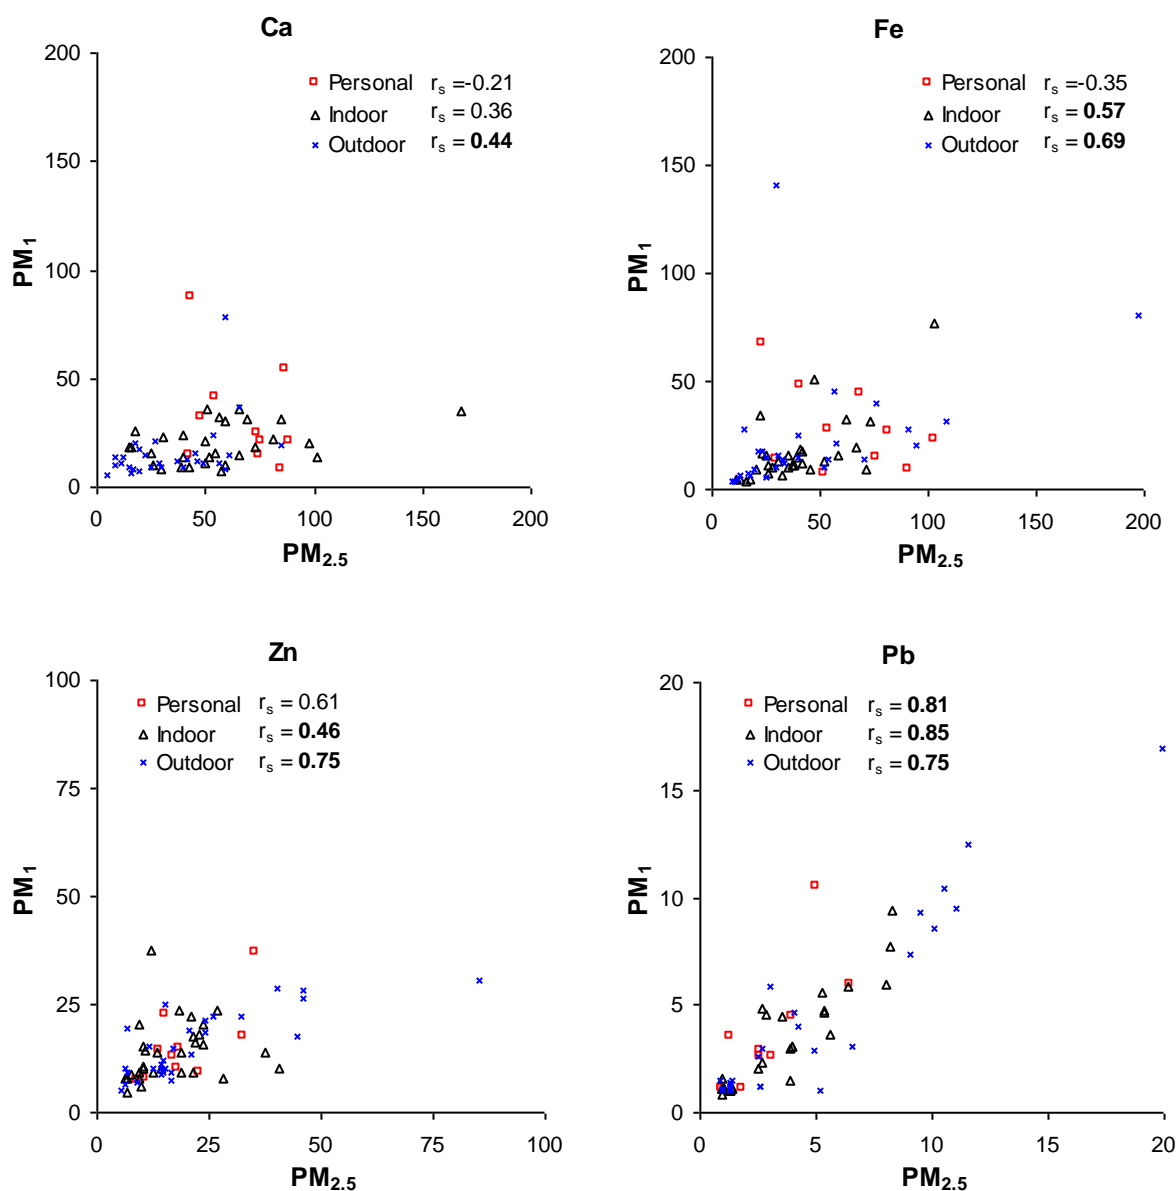 Ca
200
150
100
50
0
0 50 100 150 200
PM1
PM2.5
Personal rs =-0.21
Indoor rs = 0.36
Outdoor rs = 0.44
Fe
200
150
100
50
0
0 50 100 150 200
PM1
PM2.5
Personal rs =-0.35
Indoor rs = 0.57
Outdoor rs = 0.69
Zn
100
75
50
25
0
0 25 50 75 100
PM1
PM2.5
Personal rs = 0.61
Indoor rs = 0.46
Outdoor rs = 0.75
Pb
20
15
10
5
0
0 5 10 15 20
PM1
PM2.5
Personal rs = 0.81
Indoor rs = 0.85
Outdoor rs = 0.75